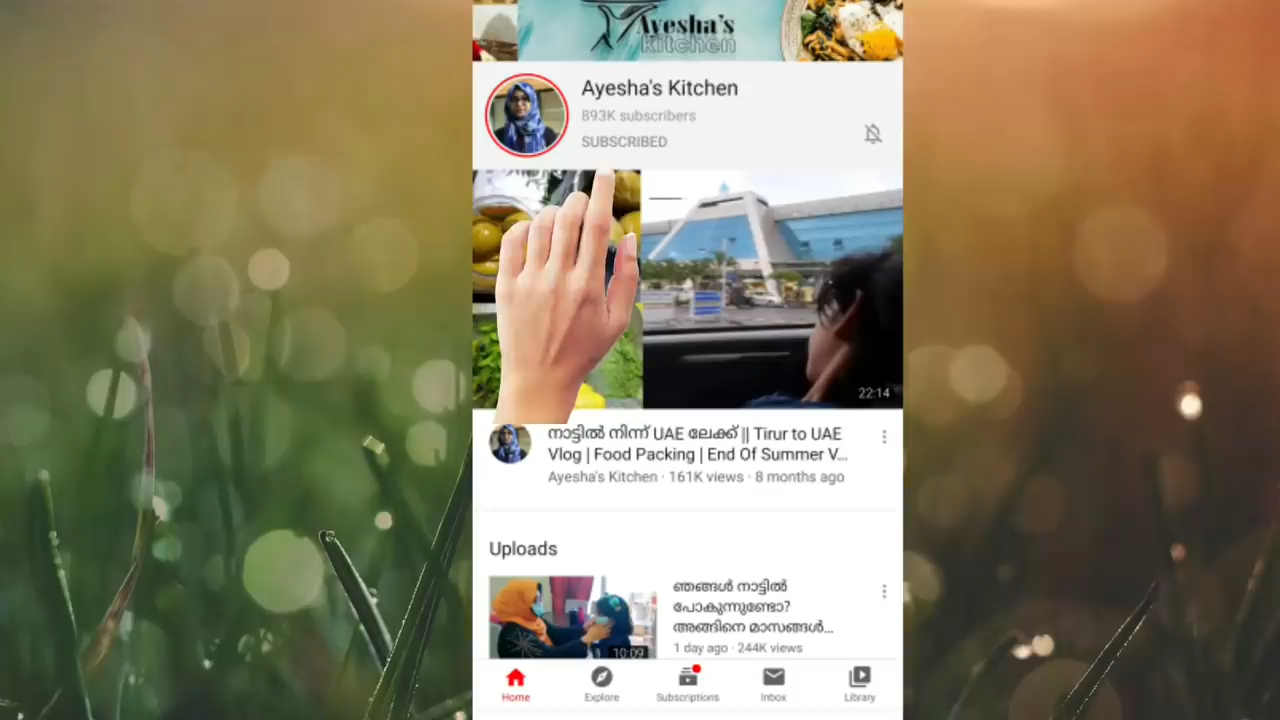 Ayesha's
Kitchen
Ayesha's Kitchen
893K subscribers
SUBSCRIBED
22:14
നാട്ടിൽ നിന്ന് UAE ലേക്ക് || Tirur to UAE
Vlog | Food Packing | End Of Summer V...
Ayesha's Kitchen · 161K views · 8 months ago
Uploads
ഞങ്ങൾ നാട്ടിൽ
പോകുന്നുണ്ടോ?
അങ്ങിനെ മാസങ്ങൾ...
1 day ago · 244K views
10:09
Home
Explore
Subscriptions
Inbox
Library